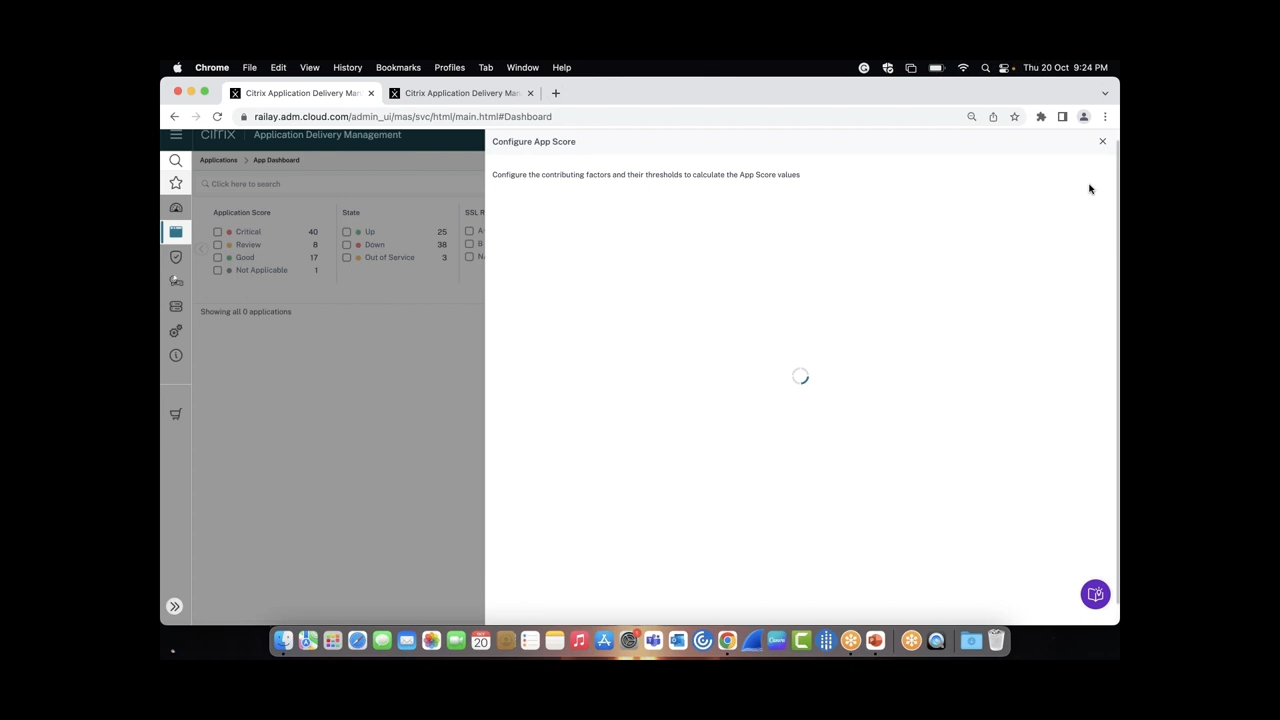 Chrome File Edit View History Bookmarks Profiles Tab Window Help Thu 20 Oct 9:24 PM
Citrix Application Delivery Man Citrix Application Delivery Man
railay.adm.cloud.com/admin_ui/mas/svc/html/main.html#Dashboard
citrix Application Delivery Management
Configure App Score
Applications > App Dashboard
Configure the contributing factors and their thresholds to calculate the App Score values
Click here to search
Application Score State SSL R
Critical 40 Up 25 A
Review 8 Down 38 B
Good 17 Out of Service 3 N
Not Applicable 1
Showing all 0 applications
OCT
20